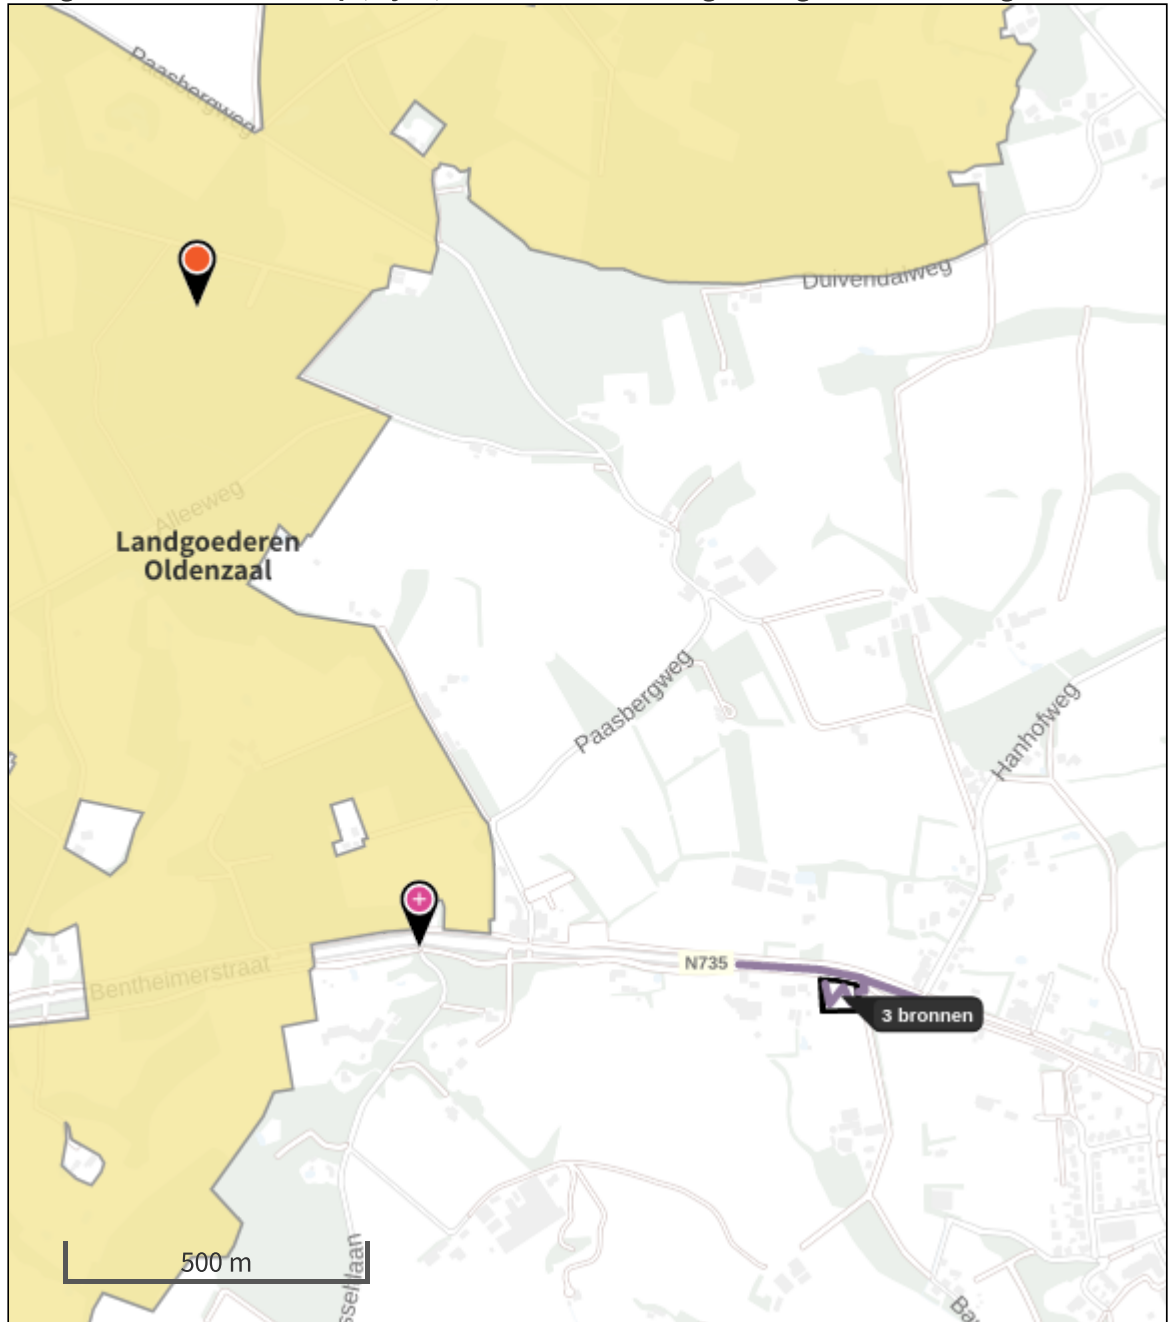 Paasbergweg
Duivendalweg
Alleeweg
Landgoederen
Oldenzaal
Paasbergweg
Hanhofweg
N735
Bentheimerstraat
3 bronnen
500 m